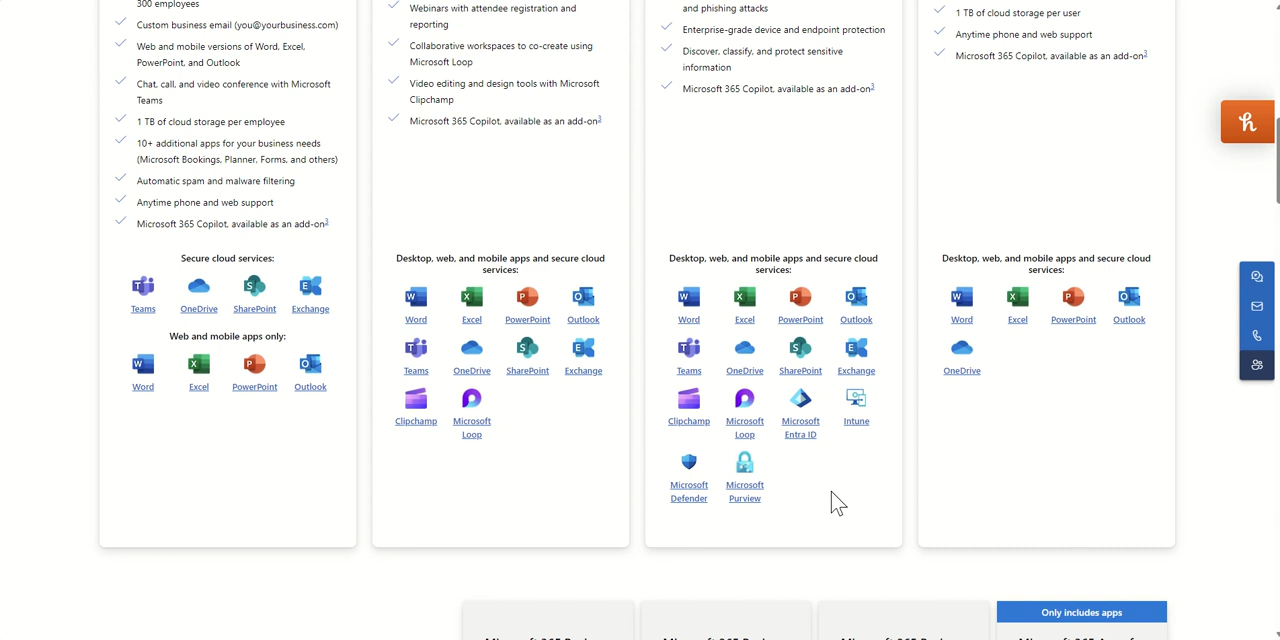 300 employees
Custom business email (you@yourbusiness.com)
Web and mobile versions of Word, Excel,
PowerPoint, and Outlook
Chat, call, and video conference with Microsoft
Teams
1 TB of cloud storage per employee
10+ additional apps for your business needs
(Microsoft Bookings, Planner, Forms, and others)
Automatic spam and malware filtering
Anytime phone and web support
Microsoft 365 Copilot, available as an add-on3
Secure cloud services:
Teams OneDrive SharePoint Exchange
Web and mobile apps only:
Word Excel PowerPoint Outlook
Webinars with attendee registration and
reporting
Collaborative workspaces to co-create using
Microsoft Loop
Video editing and design tools with Microsoft
Clipchamp
Microsoft 365 Copilot, available as an add-on3
Desktop, web, and mobile apps and secure cloud
services:
Word Excel PowerPoint Outlook
Teams OneDrive SharePoint Exchange
Clipchamp Microsoft
Loop
and phishing attacks
Enterprise-grade device and endpoint protection
Discover, classify, and protect sensitive
information
Microsoft 365 Copilot, available as an add-on3
Desktop, web, and mobile apps and secure cloud
services:
Word Excel PowerPoint Outlook
Teams OneDrive SharePoint Exchange
Clipchamp Microsoft Microsoft Intune
Loop Entra ID
Microsoft Microsoft
Defender Purview
1 TB of cloud storage per user
Anytime phone and web support
Microsoft 365 Copilot, available as an add-on3
Desktop, web, and mobile apps and secure cloud
services:
Word Excel PowerPoint Outlook
OneDrive
Only includes apps